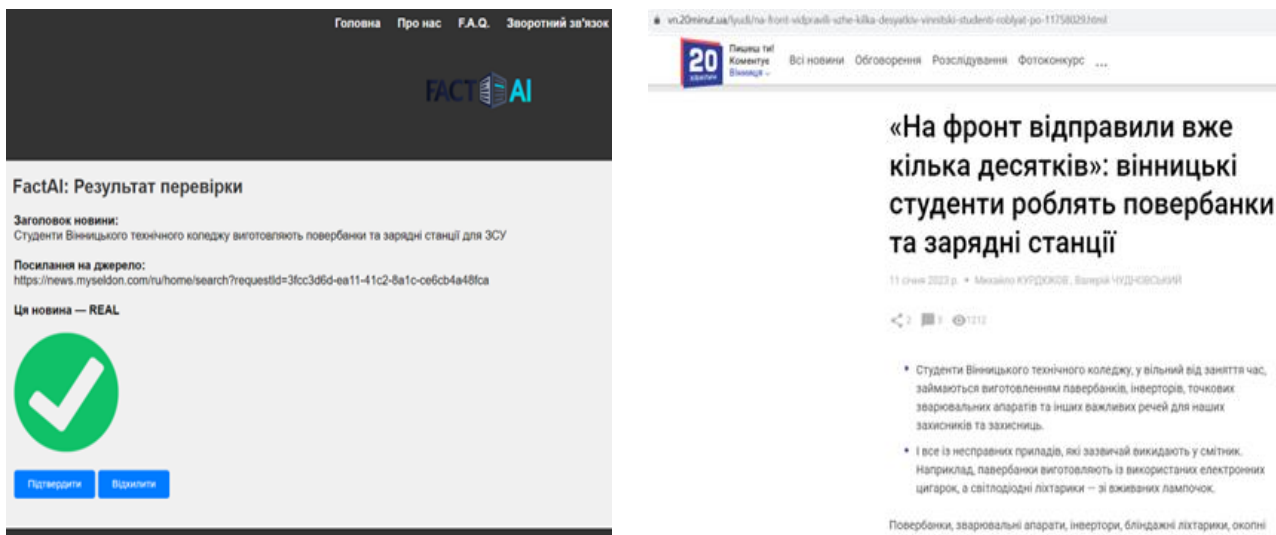 Головна Про нас F.A.Q. Зворотний зв'язок
FACT AI
FactAI: Результат перевірки
Заголовок новини:
Студенти Вінницького технічного коледжу виготовляють повербанки та зарядні станції для ЗСУ
Посилання на джерело:
https://news.myseldon.com/ru/home/search?requestId=3fcc3d6d-ea11-41c2-8a1c-ce6cb4a48fca
Ця новина — REAL
Підтвердити Відхилити
vn.20minut.ua/lyudi/na-front-vidpravili-vzhe-kilka-desyatkiv-vinnitski-studenti-roblyat-po-11758029.html
20
хвилин
Пишеш ти!
Коментує
Вінниця
Всі новини Обговорення Розслідування Фотоконкурс ...
«На фронт відправили вже
кілька десятків»: вінницькі
студенти роблять повербанки
та зарядні станції
11 січня 2023 р. • Михайло КУРДЮКОВ, Валерій ЧУДНОВСЬКИЙ
2 1212
• Студенти Вінницького технічного коледжу, у вільний від заняття час,
займаються виготовленням павербанків, інверторів, точкових
зварювальних апаратів та інших важливих речей для наших
захисників та захисниць.
• І все із несправних приладів, які зазвичай викидають у смітник.
Наприклад, павербанки виготовляють із використаних електронних
цигарок, а світлодіодні ліхтарики — зі вживаних лампочок.
Повербанки, зварювальні апарати, інвертори, бліндажні ліхтарики, окопні